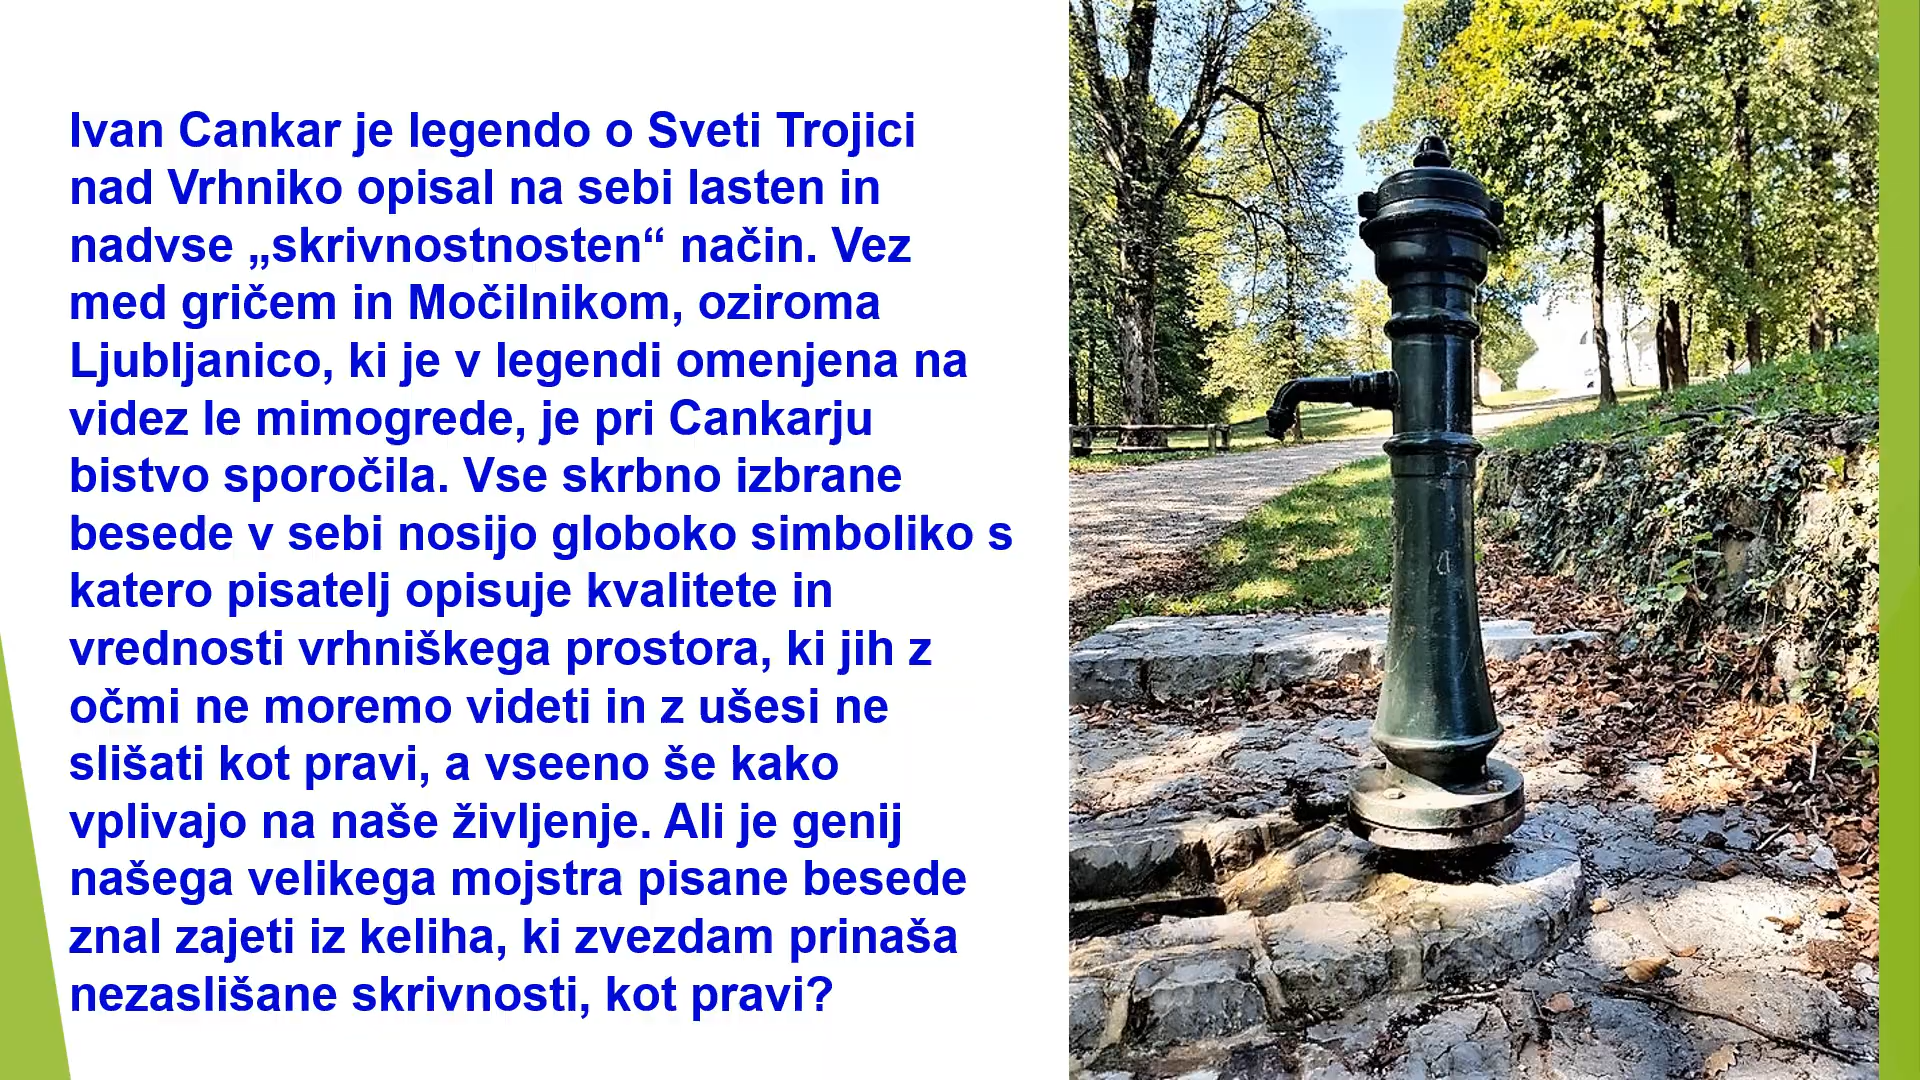 Ivan Cankar je legendo o Sveti Trojici
nad Vrhniko opisal na sebi lasten in
nadvse „skrivnostnosten“ način. Vez
med gričem in Močilnikom, oziroma
Ljubljanico, ki je v legendi omenjena na
videz le mimogrede, je pri Cankarju
bistvo sporočila. Vse skrbno izbrane
besede v sebi nosijo globoko simboliko s
katero pisatelj opisuje kvalitete in
vrednosti vrhniškega prostora, ki jih z
očmi ne moremo videti in z ušesi ne
slišati kot pravi, a vseeno še kako
vplivajo na naše življenje. Ali je genij
našega velikega mojstra pisane besede
znal zajeti iz keliha, ki zvezdam prinaša
nezaslišane skrivnosti, kot pravi?